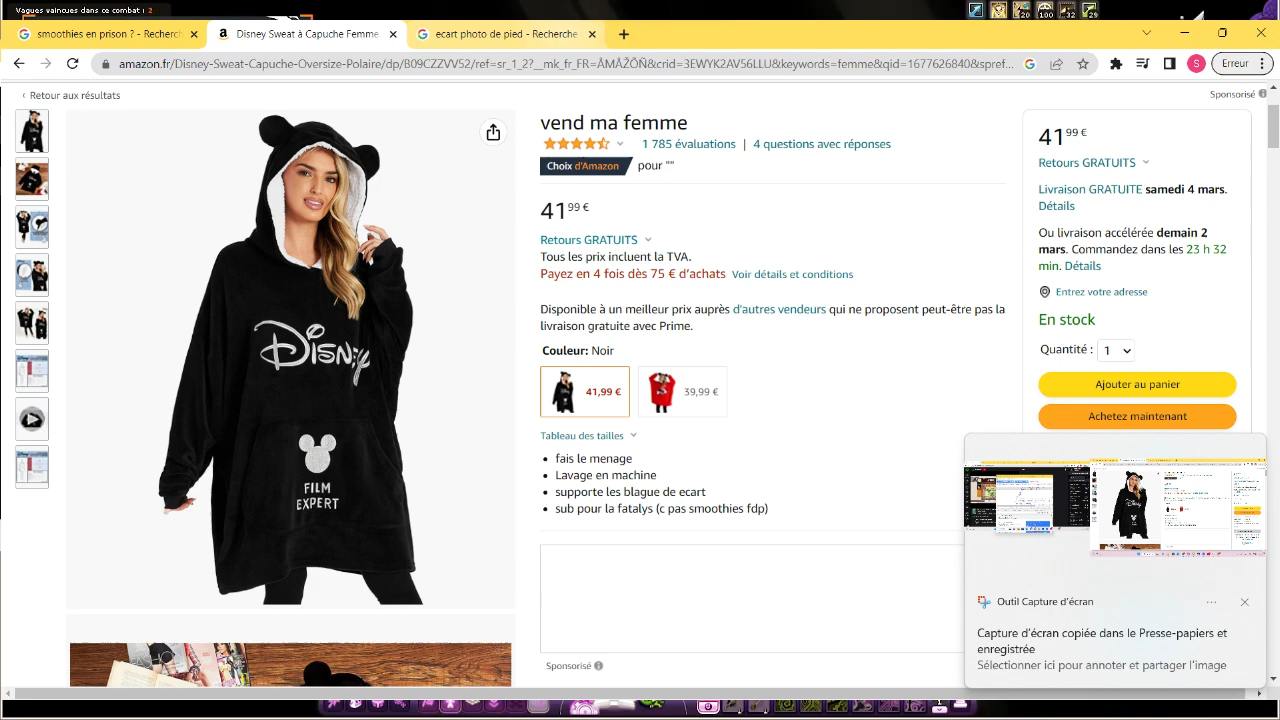 Vagues vaincues dans ce combat : 2
smoothies en prison ? - Recherc
Disney Sweat à Capuche Femme
ecart photo de pied - Recherche
amazon.fr/Disney-Sweat-Capuche-Oversize-Polaire/dp/B09CZZVV52/ref=sr_1_2?__mk_fr_FR=ÅMÅŽÕÑ&crid=3EWYK2AV56LLU&keywords=femme&qid=1677626840&spref...
S
Erreur
‹ Retour aux résultats
Sponsorisé
vend ma femme
1 785 évaluations | 4 questions avec réponses
Choix d'Amazon pour ""
41,99 €
Retours GRATUITS
Tous les prix incluent la TVA.
Payez en 4 fois dès 75 € d’achats Voir détails et conditions
Disponible à un meilleur prix auprès d'autres vendeurs qui ne proposent peut-être pas la
livraison gratuite avec Prime.
Couleur: Noir
41,99 €
39,99 €
Tableau des tailles
fais le menage
Lavage en machine
supporte les blague de ecart
sub pour la fatalys (c pas smoothies fdp)
Sponsorisé
Disney
FILM
EXPERT
41,99 €
Retours GRATUITS
Livraison GRATUITE samedi 4 mars.
Détails
Ou livraison accélérée demain 2
mars. Commandez dans les 23 h 32
min. Détails
Entrez votre adresse
En stock
Quantité : 1
Ajouter au panier
Achetez maintenant
Outil Capture d’écran
Capture d’écran copiée dans le Presse-papiers et
enregistrée
Sélectionner ici pour annoter et partager l’image